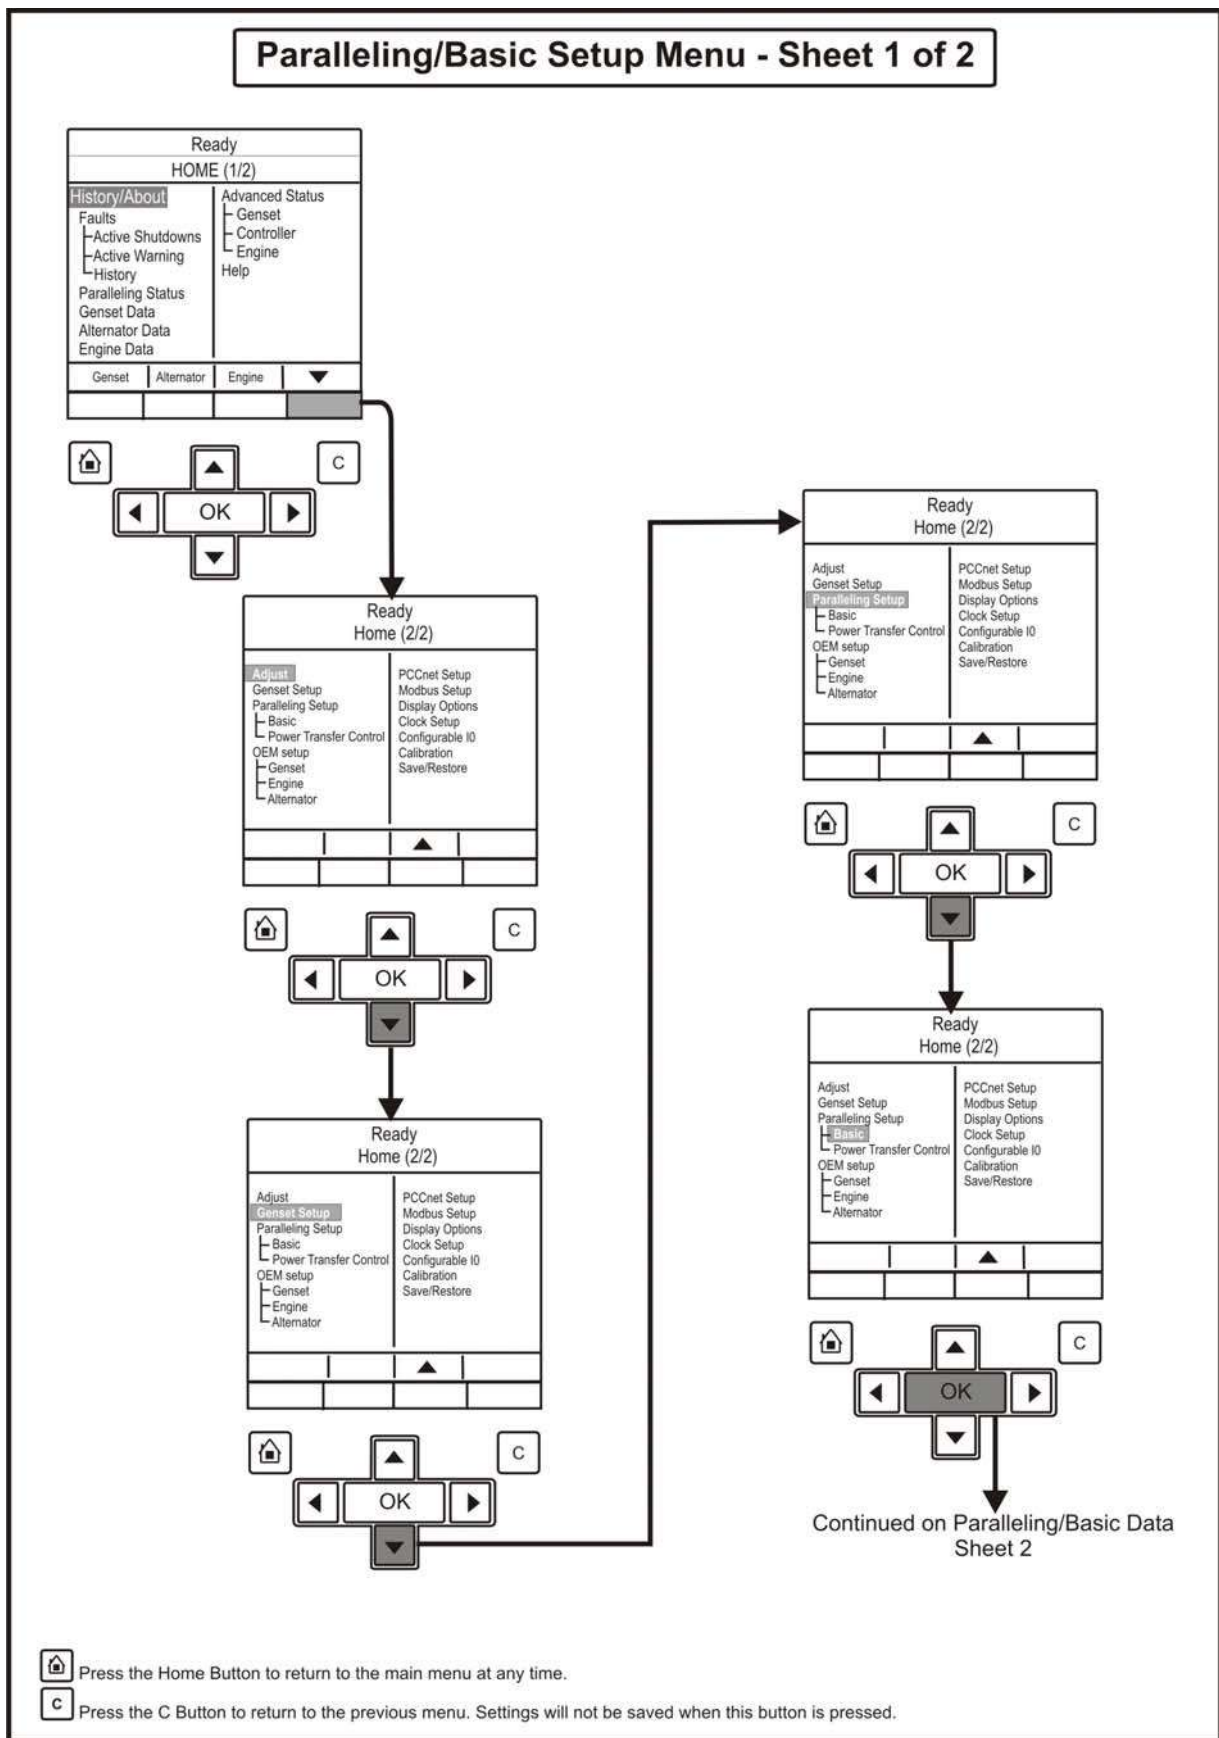 Paralleling/Basic Setup Menu - Sheet 1 of 2
Ready
HOME (1/2)
History/About
Faults
Active Shutdowns
Active Warning
History
Paralleling Status
Genset Data
Alternator Data
Engine Data
Advanced Status
Genset
Controller
Engine
Help
Genset Alternator Engine
C
OK
Ready
Home (2/2)
Adjust
Genset Setup
Paralleling Setup
Basic
Power Transfer Control
OEM setup
Genset
Engine
Alternator
PCCnet Setup
Modbus Setup
Display Options
Clock Setup
Configurable I0
Calibration
Save/Restore
C
OK
Ready
Home (2/2)
Adjust
Genset Setup
Paralleling Setup
Basic
Power Transfer Control
OEM setup
Genset
Engine
Alternator
PCCnet Setup
Modbus Setup
Display Options
Clock Setup
Configurable I0
Calibration
Save/Restore
C
OK
Ready
Home (2/2)
Adjust
Genset Setup
Paralleling Setup
Basic
Power Transfer Control
OEM setup
Genset
Engine
Alternator
PCCnet Setup
Modbus Setup
Display Options
Clock Setup
Configurable I0
Calibration
Save/Restore
C
OK
Ready
Home (2/2)
Adjust
Genset Setup
Paralleling Setup
Basic
Power Transfer Control
OEM setup
Genset
Engine
Alternator
PCCnet Setup
Modbus Setup
Display Options
Clock Setup
Configurable I0
Calibration
Save/Restore
C
OK
Continued on Paralleling/Basic Data
Sheet 2
Press the Home Button to return to the main menu at any time.
C Press the C Button to return to the previous menu. Settings will not be saved when this button is pressed.